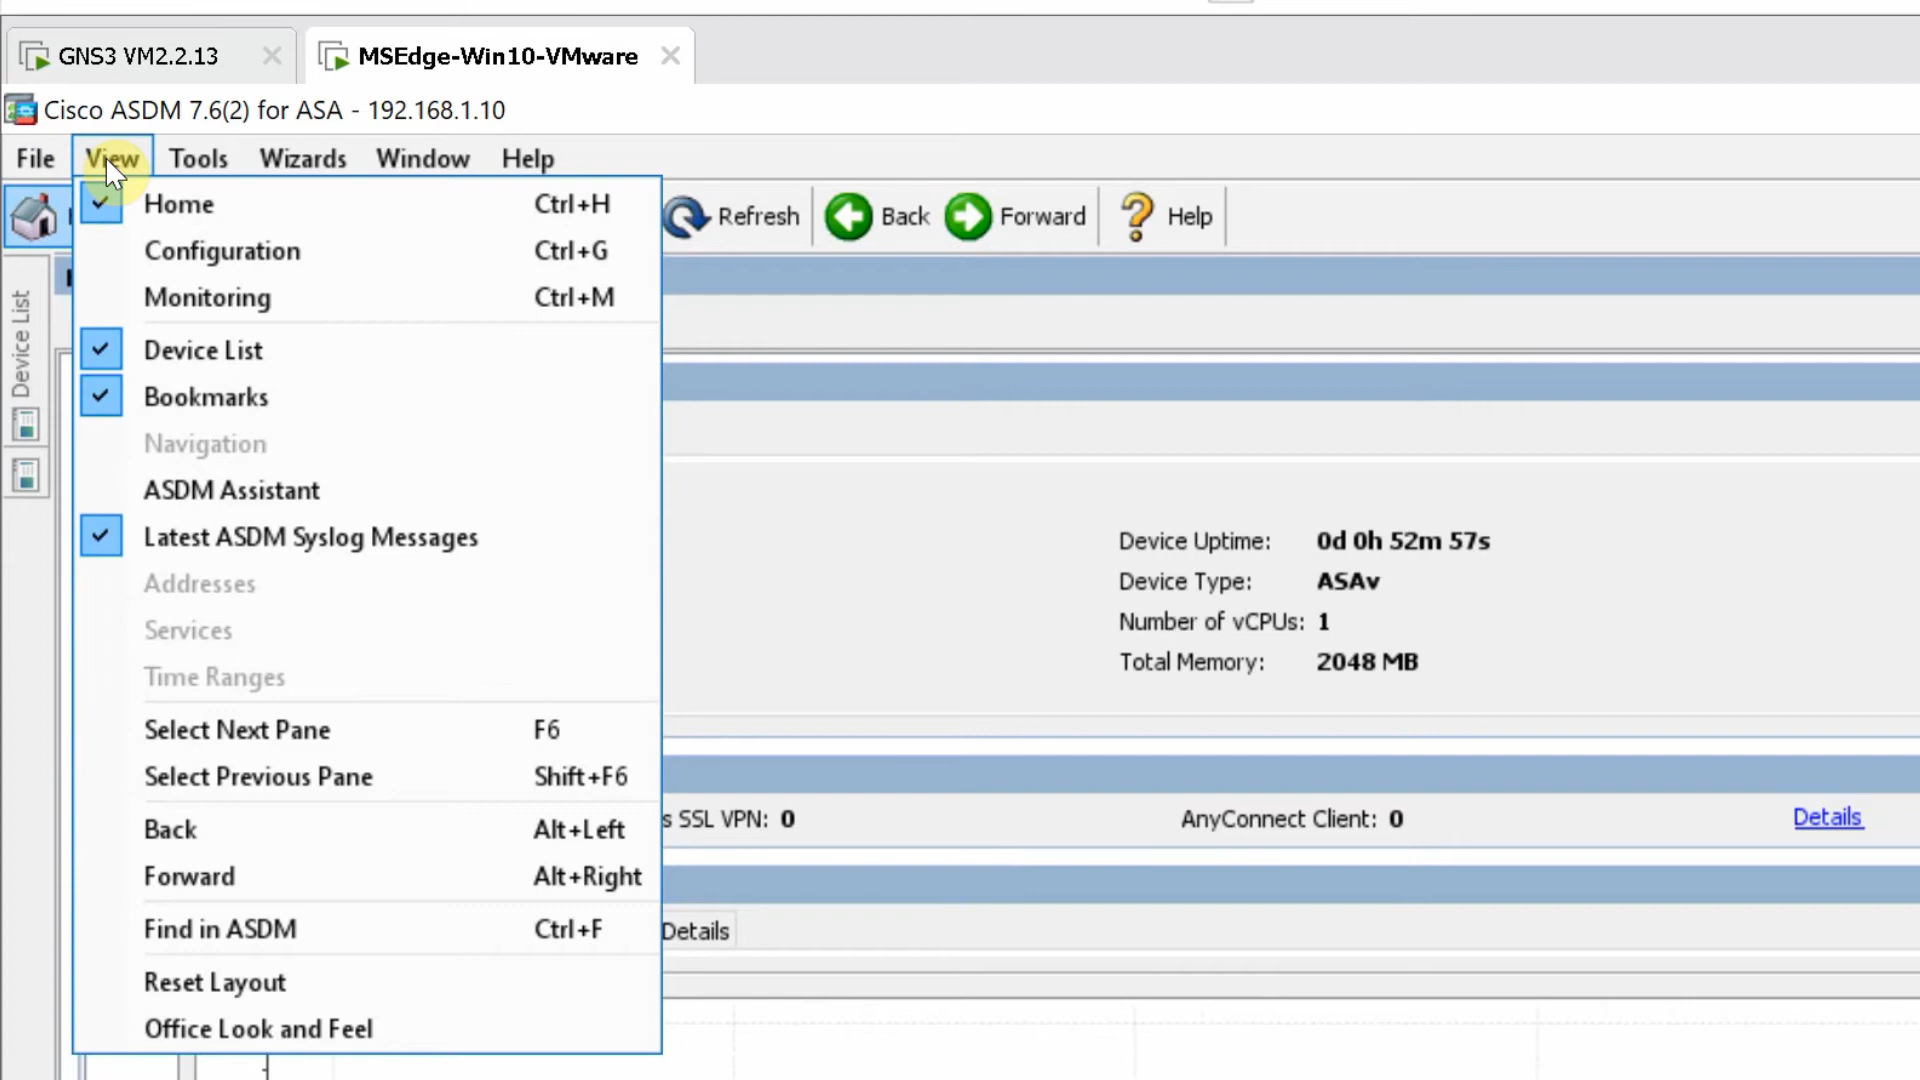 GNS3 VM2.2.13
MSEdge-Win10-VMware
Cisco ASDM 7.6(2) for ASA - 192.168.1.10
File View Tools Wizards Window Help
Refresh Back Forward Help
Device List
Home Ctrl+H
Configuration Ctrl+G
Monitoring Ctrl+M
Device List
Bookmarks
Navigation
ASDM Assistant
Latest ASDM Syslog Messages
Addresses
Services
Time Ranges
Select Next Pane F6
Select Previous Pane Shift+F6
Back Alt+Left
Forward Alt+Right
Find in ASDM Ctrl+F
Reset Layout
Office Look and Feel
Device Uptime: 0d 0h 52m 57s
Device Type: ASAv
Number of vCPUs: 1
Total Memory: 2048 MB
s SSL VPN: 0 AnyConnect Client: 0 Details
Details